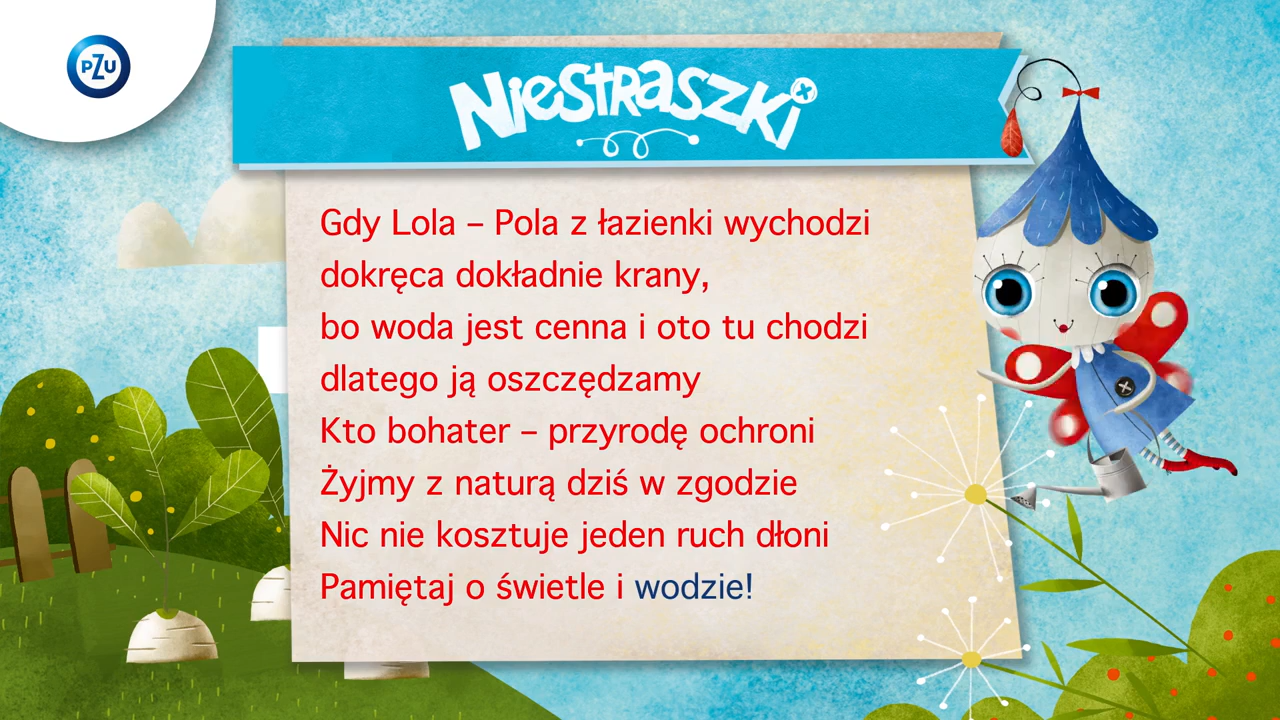 PZU
Niestraszki
Gdy Lola – Pola z łazienki wychodzi
dokręca dokładnie krany,
bo woda jest cenna i oto tu chodzi
dlatego ją oszczędzamy
Kto bohater – przyrodę ochroni
Żyjmy z naturą dziś w zgodzie
Nic nie kosztuje jeden ruch dłoni
Pamiętaj o świetle i wodzie!